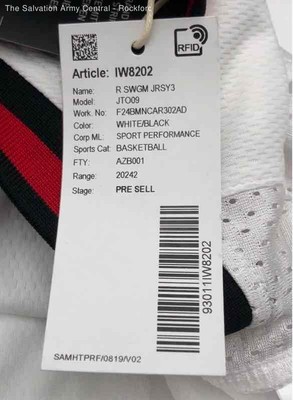 The Salvation Army Central - Rockford
RFID
Article: IW8202
Name: R SWGM JRSY3
Model: JTO09
Work. No: F24BMNCAR302AD
Color: WHITE/BLACK
Corp ML: SPORT PERFORMANCE
Sports Cat: BASKETBALL
FTY: AZB001
Range: 20242
Stage: PRE SELL
93011IW8202
SAMHTPRF/0819/V02